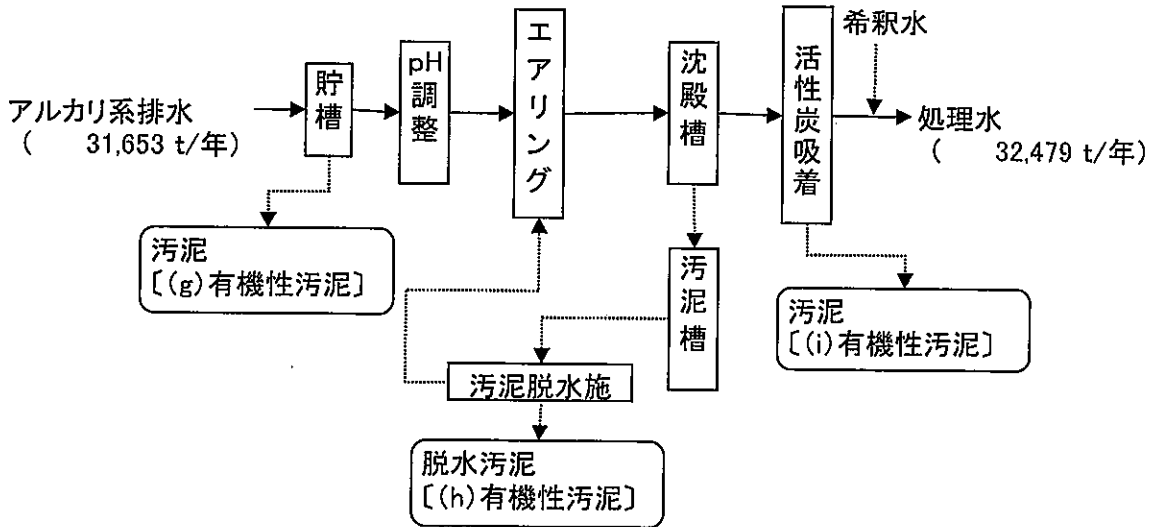 希釈水
アルカリ系排水
( 31,653 t/年)
貯槽
pH調整
エアリング
沈殿槽
活性炭吸着
処理水
( 32,479 t/年)
汚泥
〔(g)有機性汚泥〕
汚泥槽
汚泥
〔(i)有機性汚泥〕
汚泥脱水施
脱水汚泥
〔(h)有機性汚泥〕